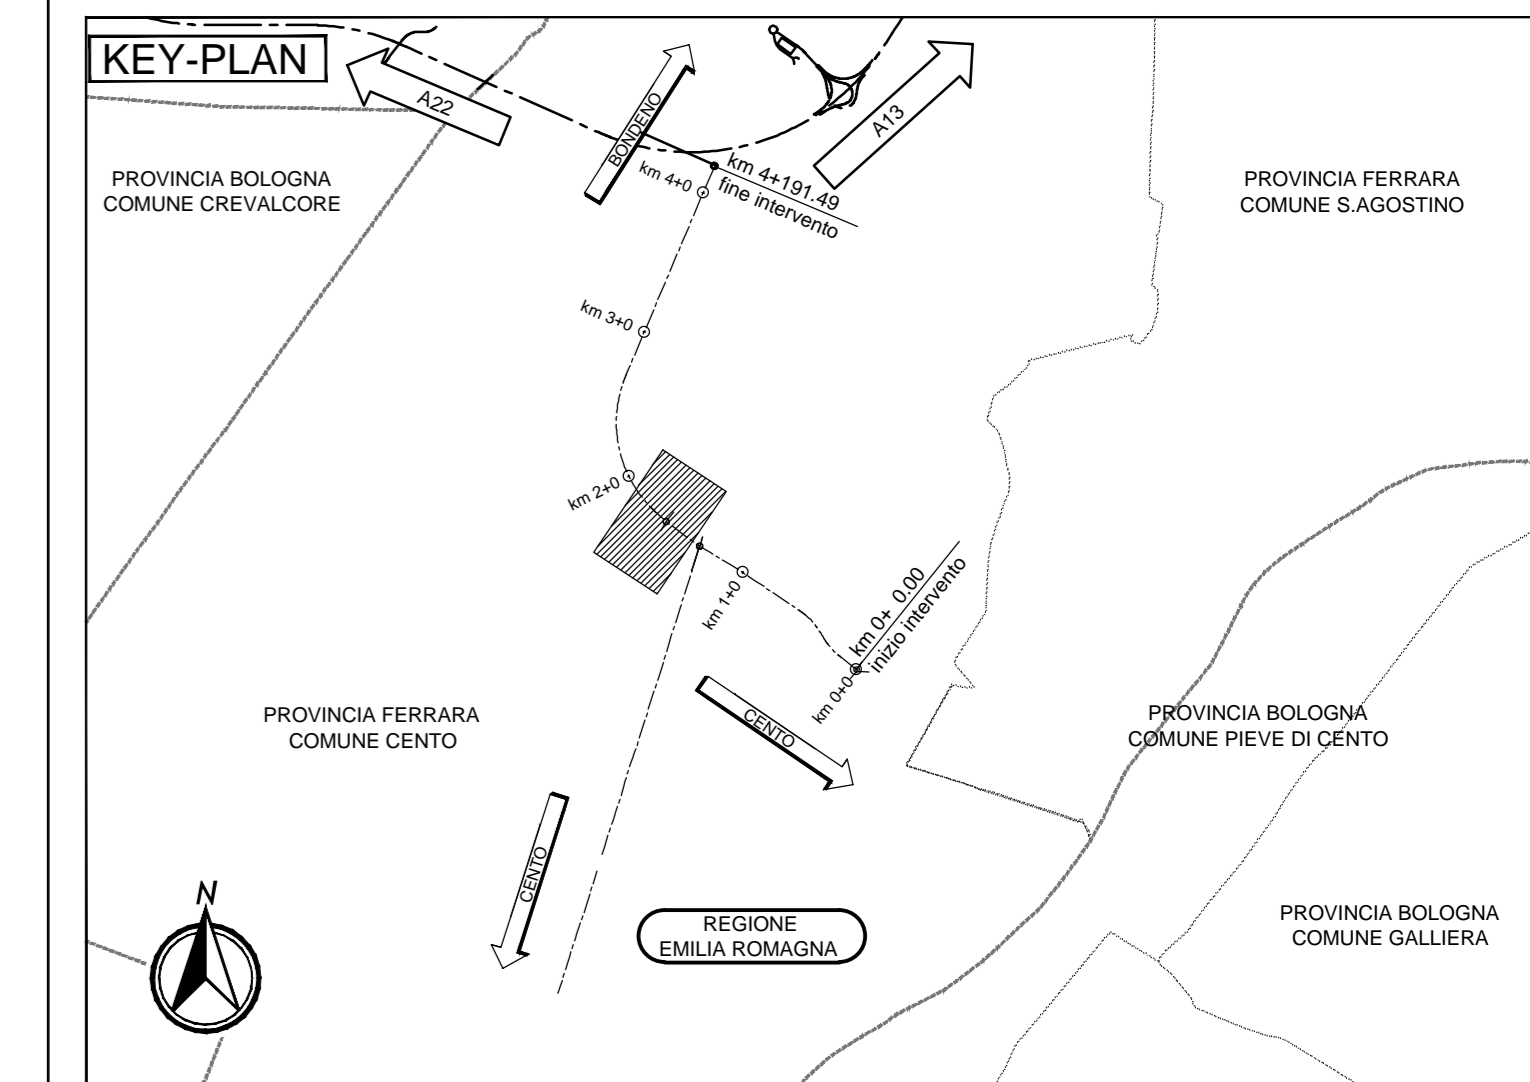 KEY-PLAN
A22
BONDENO
A13
PROVINCIA BOLOGNA
COMUNE CREVALCORE
km 4+191.49
fine intervento
km 4+0
PROVINCIA FERRARA
COMUNE S.AGOSTINO
km 3+0
km 2+0
km 1+0
km 0+ 0.00
inizio intervento
km 0+0
PROVINCIA FERRARA
COMUNE CENTO
CENTO
PROVINCIA BOLOGNA
COMUNE PIEVE DI CENTO
CENTO
N
REGIONE
EMILIA ROMAGNA
PROVINCIA BOLOGNA
COMUNE GALLIERA